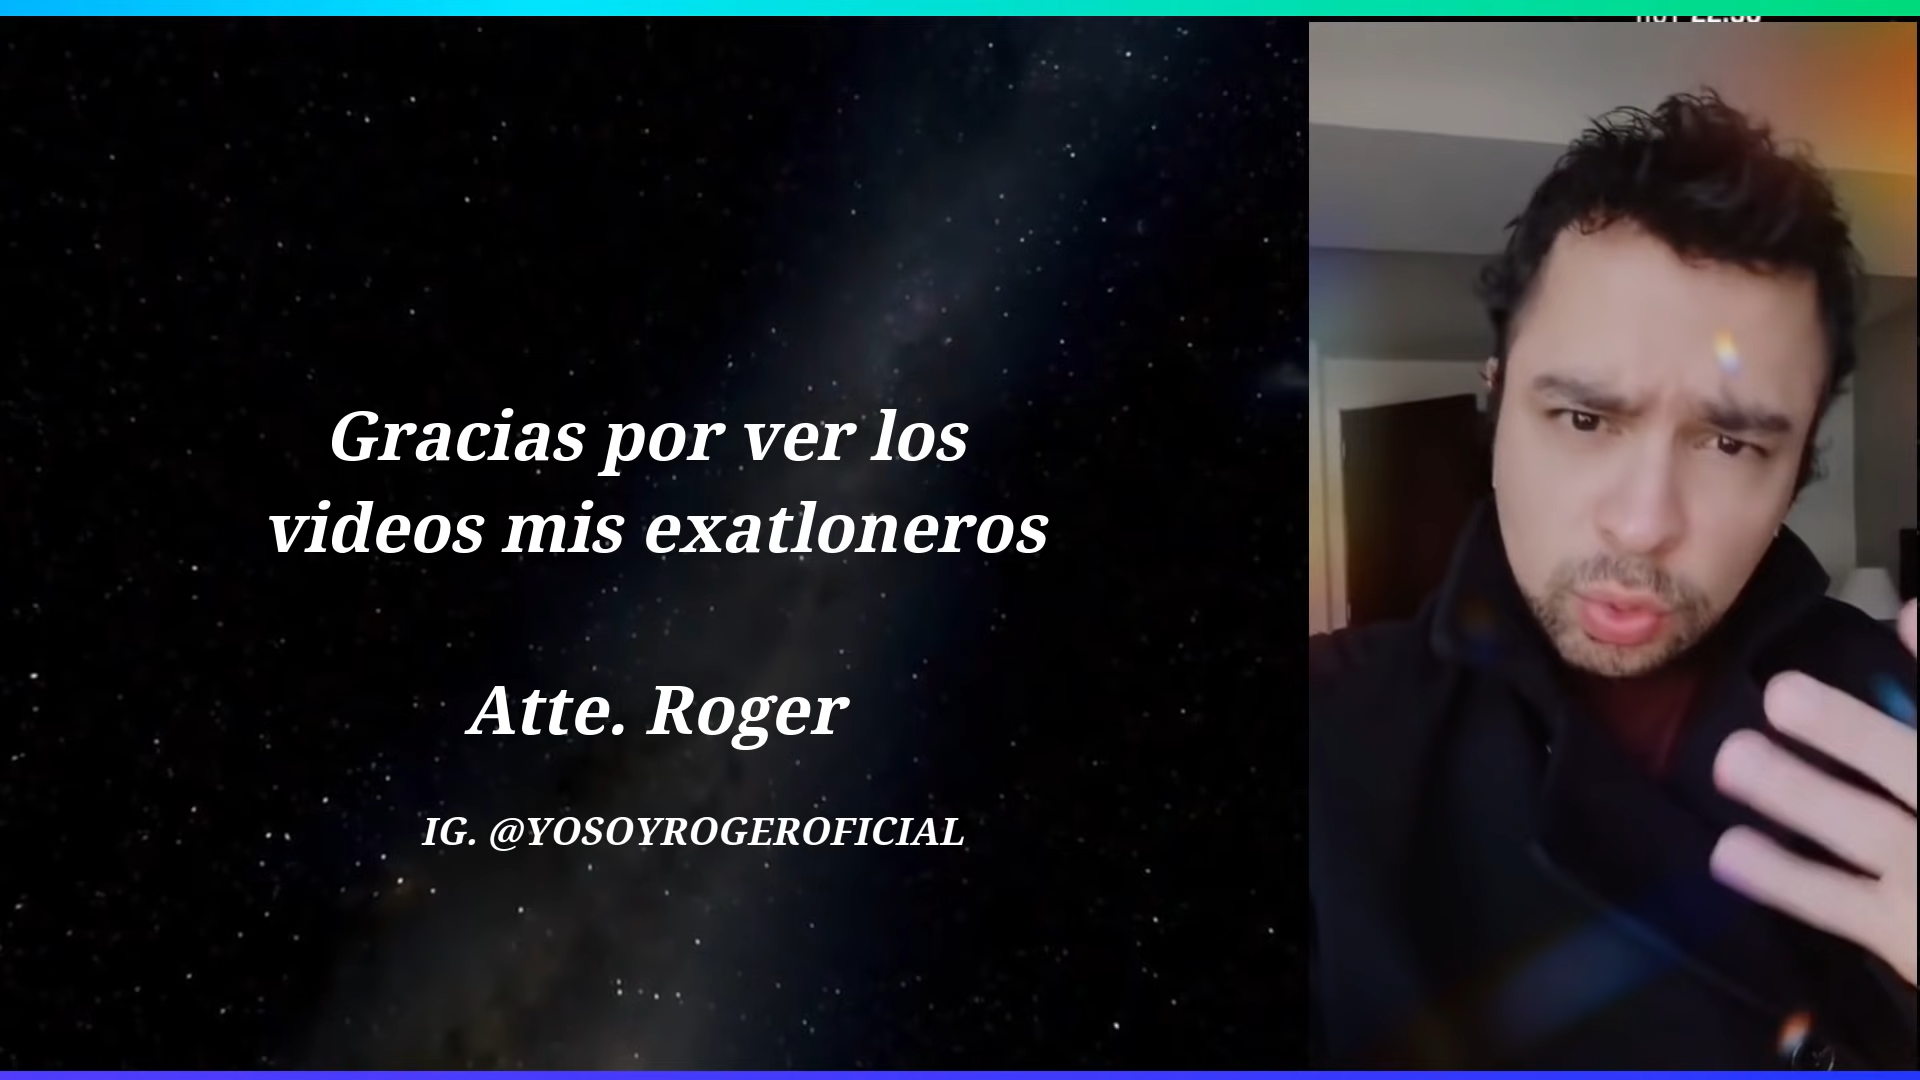 Gracias por ver los
videos mis exatloneros
Atte. Roger
IG. @YOSOYROGEROFICIAL